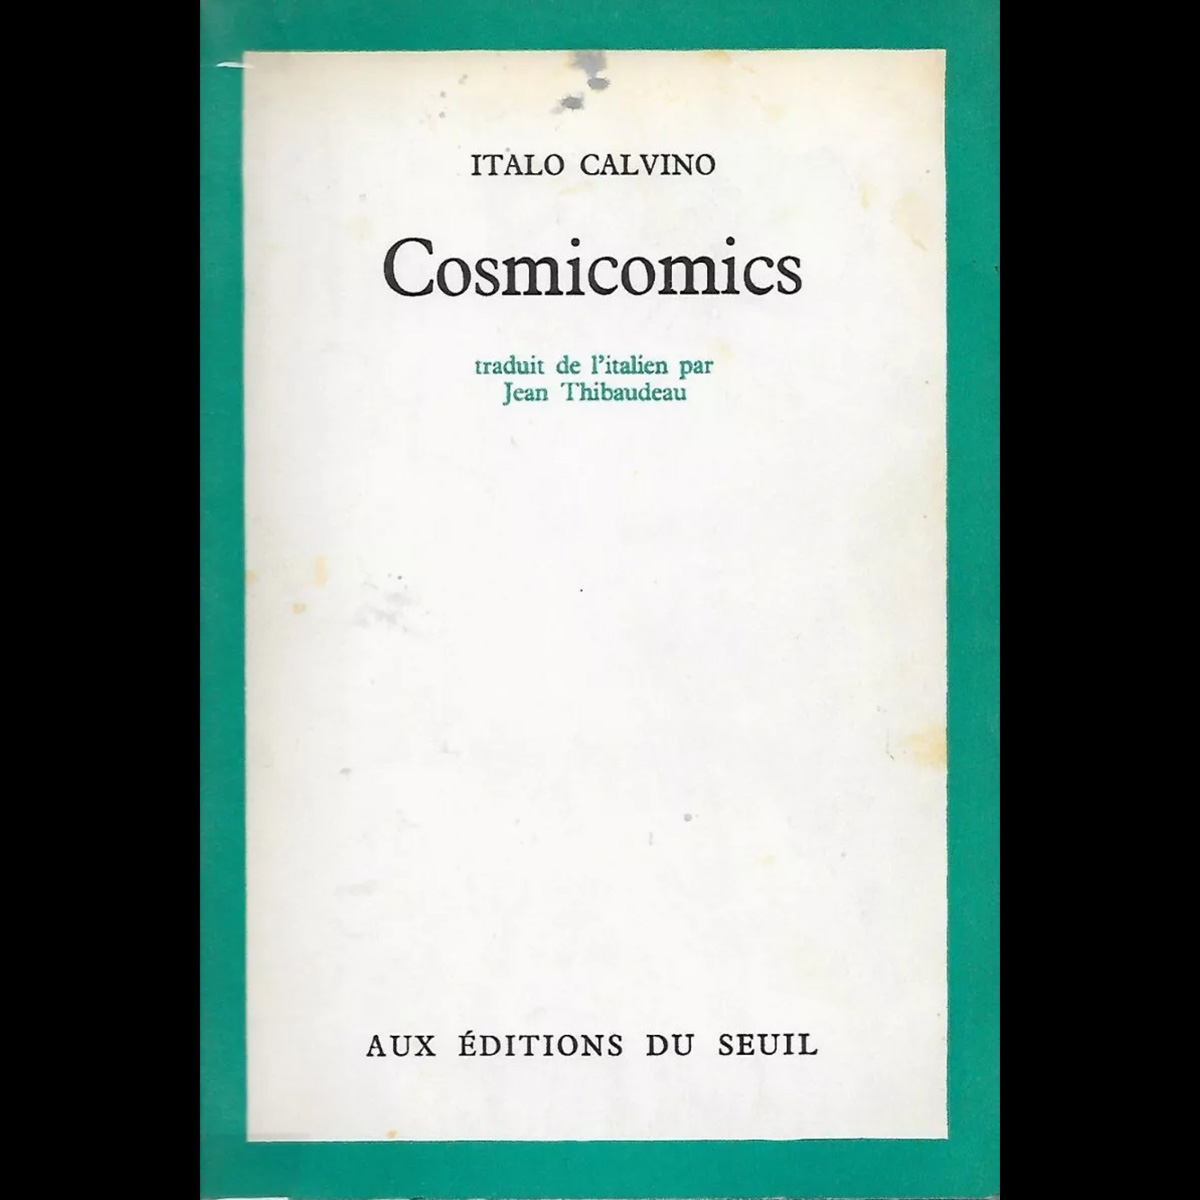 ITALO CALVINO
Cosmicomics
traduit de l'italien par
Jean Thibaudeau
AUX ÉDITIONS DU SEUIL